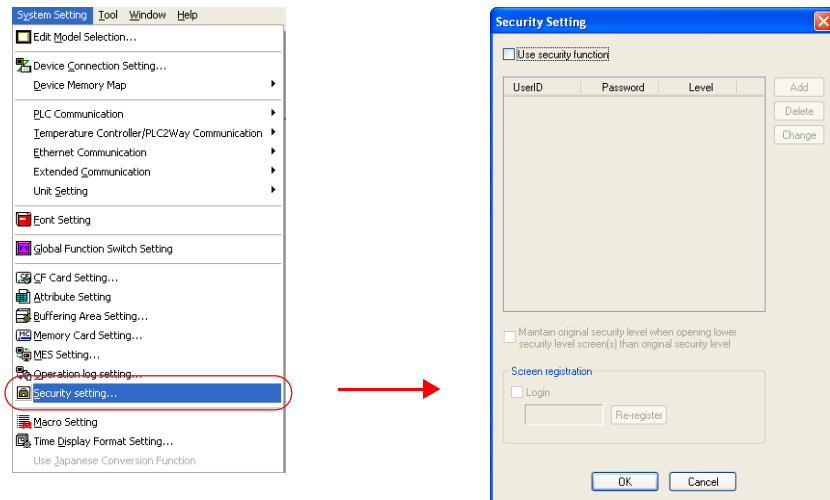 System Setting Tool Window Help
Edit Model Selection...
Device Connection Setting...
Device Memory Map
PLC Communication
Temperature Controller/PLC2Way Communication
Ethernet Communication
Extended Communication
Unit Setting
Font Setting
Global Function Switch Setting
CF Card Setting...
Attribute Setting
Buffering Area Setting...
Memory Card Setting...
MES Setting...
Operation log setting...
Security setting...
Macro Setting
Time Display Format Setting...
Use Japanese Conversion Function
Security Setting
Use security function
UserID Password Level
Add
Delete
Change
Maintain original security level when opening lower
security level screen(s) than original security level
Screen registration
Login
Re-register
OK Cancel